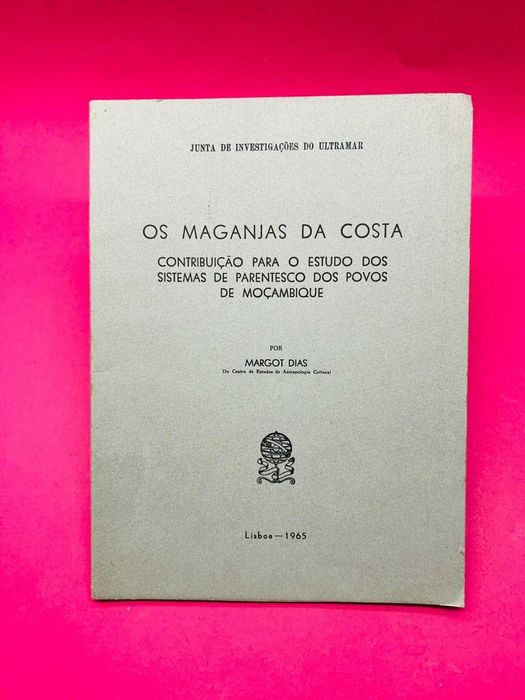 JUNTA DE INVESTIGAÇÕES DO ULTRAMAR
OS MAGANJAS DA COSTA
CONTRIBUIÇÃO PARA O ESTUDO DOS
SISTEMAS DE PARENTESCO DOS POVOS
DE MOÇAMBIQUE
POR
MARGOT DIAS
Do Centro de Estudos de Antropologia Cultural
Lisboa — 1965